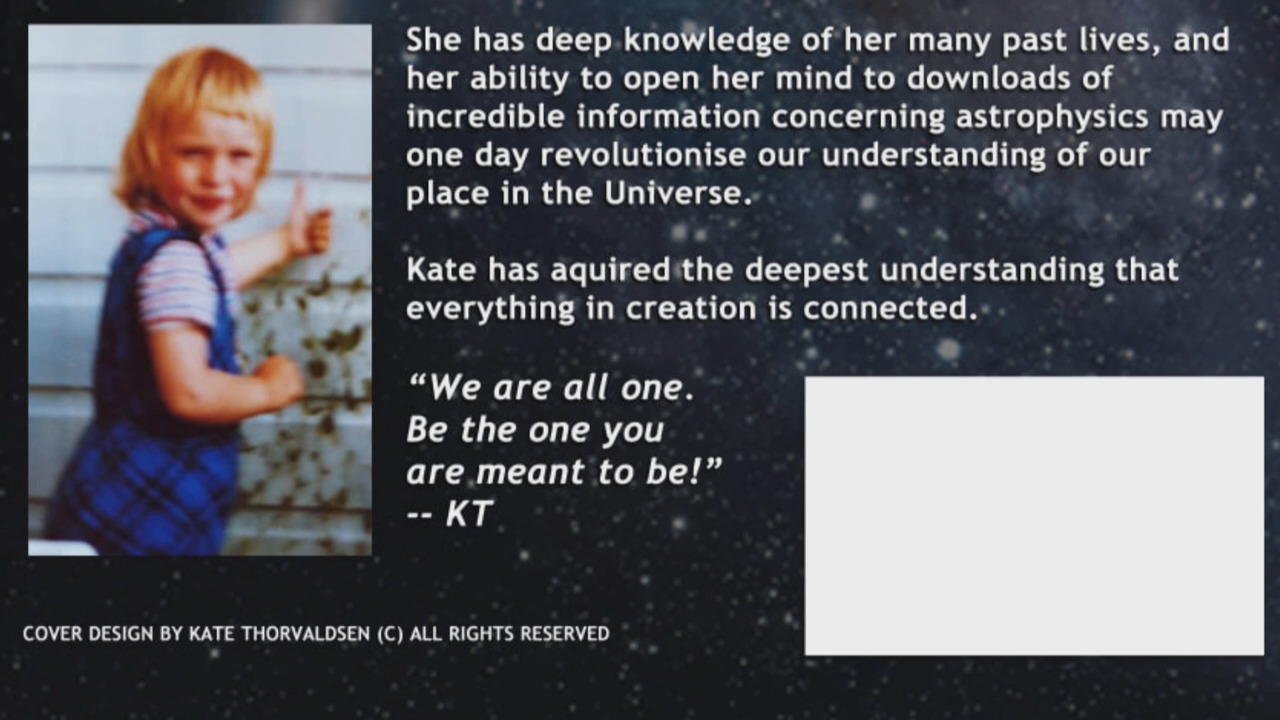 She has deep knowledge of her many past lives, and
her ability to open her mind to downloads of
incredible information concerning astrophysics may
one day revolutionise our understanding of our
place in the Universe.
Kate has aquired the deepest understanding that
everything in creation is connected.
“We are all one.
Be the one you
are meant to be!”
-- KT
COVER DESIGN BY KATE THORVALDSEN (C) ALL RIGHTS RESERVED